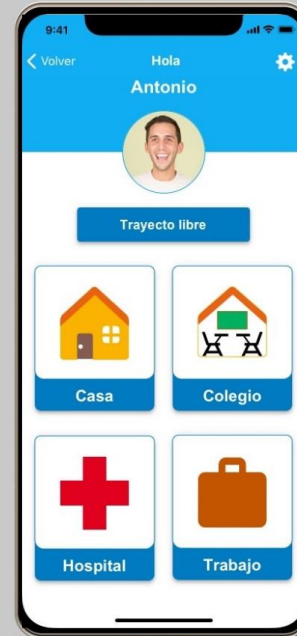 9:41
Volver
Hola
Antonio
Trayecto libre
Casa
Colegio
Hospital
Trabajo